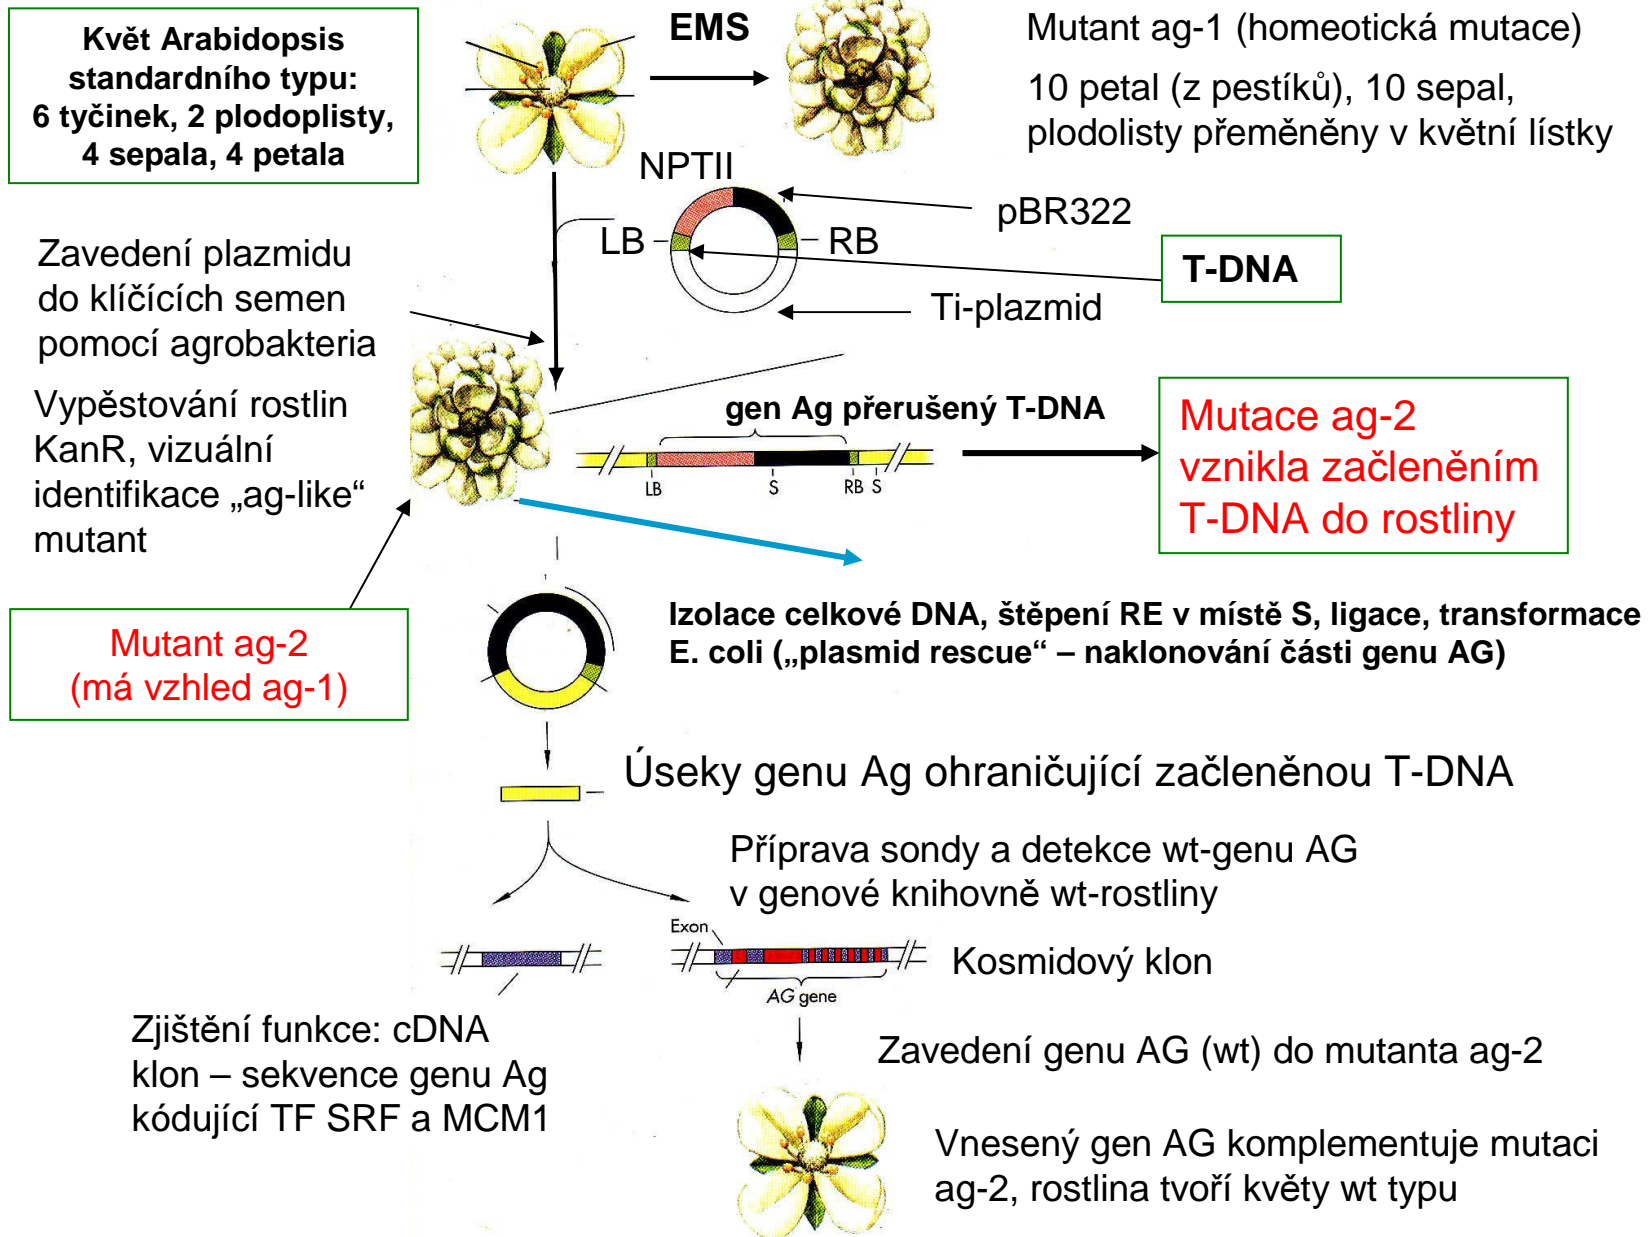 Květ Arabidopsis
standardního typu:
6 tyčinek, 2 plodoplisty,
4 sepala, 4 petala
EMS
Mutant ag-1 (homeotická mutace)
10 petal (z pestíků), 10 sepal,
plodolisty přeměněny v květní lístky
NPTII
pBR322
LB
RB
T-DNA
Ti-plazmid
Zavedení plazmidu
do klíčících semen
pomocí agrobakteria
Vypěstování rostlin
KanR, vizuální
identifikace „ag-like“
mutant
gen Ag přerušený T-DNA
LB S RB S
Mutace ag-2
vznikla začleněním
T-DNA do rostliny
Mutant ag-2
(má vzhled ag-1)
Izolace celkové DNA, štěpení RE v místě S, ligace, transformace
E. coli („plasmid rescue“ – naklonování části genu AG)
Úseky genu Ag ohraničující začleněnou T-DNA
Příprava sondy a detekce wt-genu AG
v genové knihovně wt-rostliny
Exon
AG gene
Kosmidový klon
Zjištění funkce: cDNA
klon – sekvence genu Ag
kódující TF SRF a MCM1
Zavedení genu AG (wt) do mutanta ag-2
Vnesený gen AG komplementuje mutaci
ag-2, rostlina tvoří květy wt typu